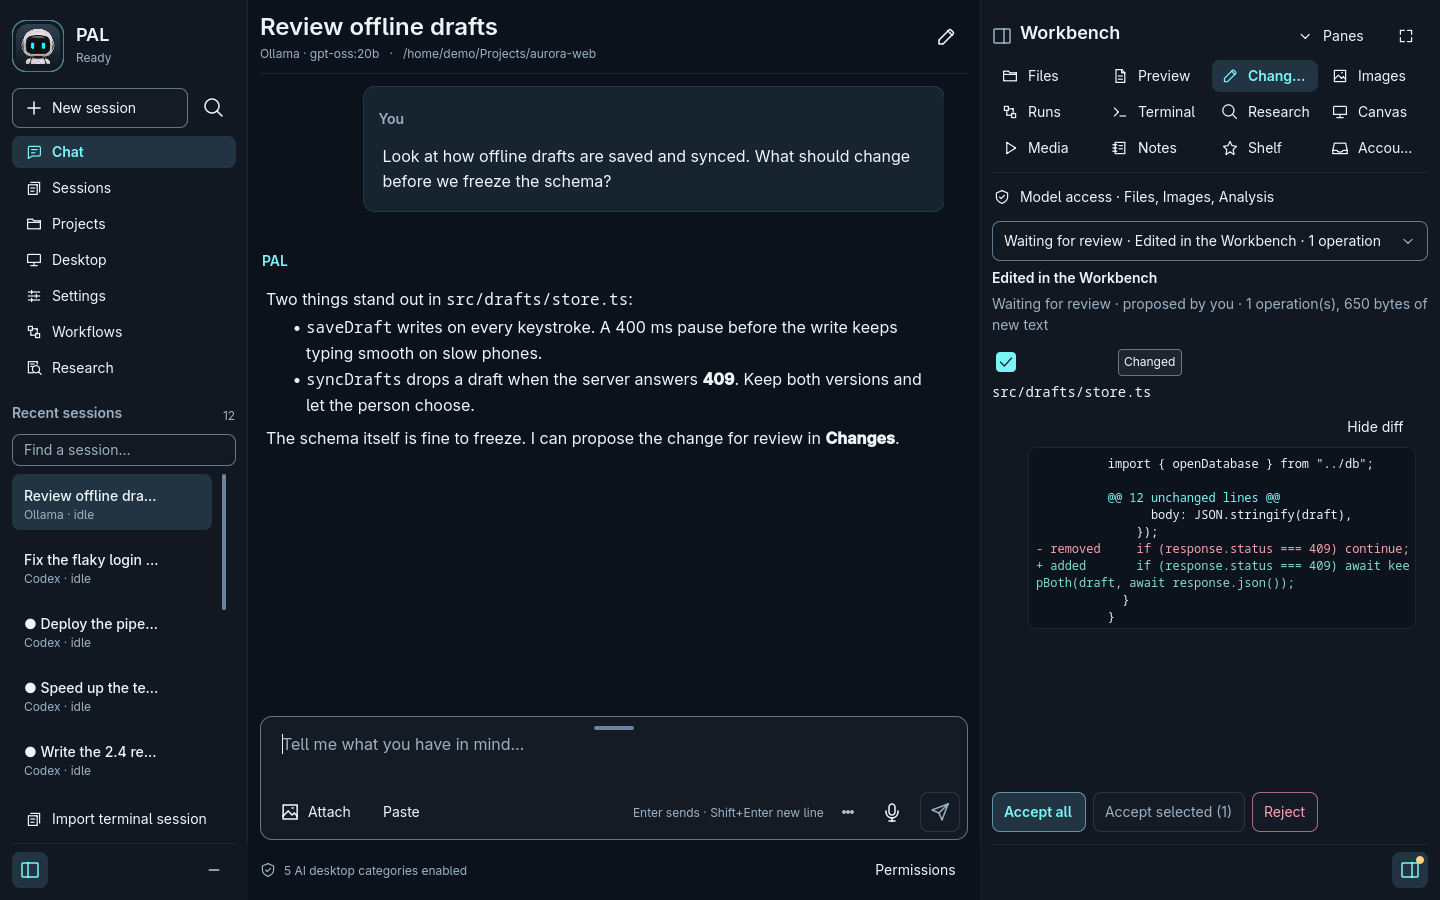 PAL
Ready
New session
Chat
Sessions
Projects
Desktop
Settings
Workflows
Research
Recent sessions
12
Find a session...
Review offline dra...
Ollama · idle
Fix the flaky login ...
Codex · idle
● Deploy the pipe...
Codex · idle
● Speed up the te...
Codex · idle
● Write the 2.4 re...
Codex · idle
Import terminal session
Review offline drafts
Ollama · gpt-oss:20b · /home/demo/Projects/aurora-web
You
Look at how offline drafts are saved and synced. What should change
before we freeze the schema?
PAL
Two things stand out in src/drafts/store.ts:
• saveDraft writes on every keystroke. A 400 ms pause before the write keeps
typing smooth on slow phones.
• syncDrafts drops a draft when the server answers 409. Keep both versions and
let the person choose.
The schema itself is fine to freeze. I can propose the change for review in Changes.
Tell me what you have in mind...
Attach
Paste
Enter sends · Shift+Enter new line
5 AI desktop categories enabled
Permissions
Workbench
Panes
Files
Preview
Chang...
Images
Runs
Terminal
Research
Canvas
Media
Notes
Shelf
Accou...
Model access · Files, Images, Analysis
Waiting for review · Edited in the Workbench · 1 operation
Edited in the Workbench
Waiting for review · proposed by you · 1 operation(s), 650 bytes of
new text
Changed
src/drafts/store.ts
Hide diff
import { openDatabase } from "../db";
@@ 12 unchanged lines @@
body: JSON.stringify(draft),
});
- removed if (response.status === 409) continue;
+ added if (response.status === 409) await kee
pBoth(draft, await response.json());
}
}
Accept all
Accept selected (1)
Reject